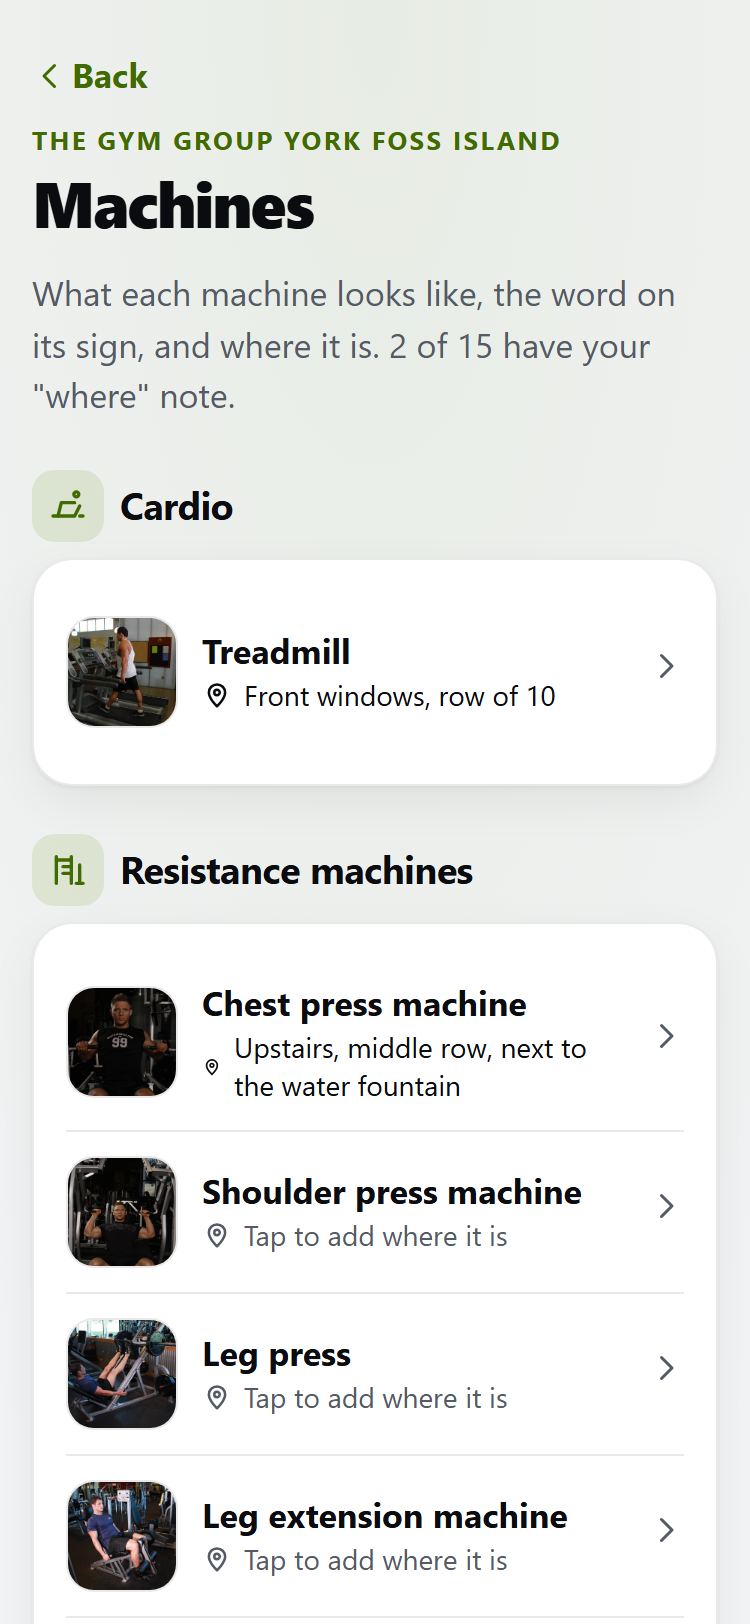 Back
THE GYM GROUP YORK FOSS ISLAND
Machines
What each machine looks like, the word on
its sign, and where it is. 2 of 15 have your
"where" note.
Cardio
Treadmill
Front windows, row of 10
Resistance machines
Chest press machine
Upstairs, middle row, next to
the water fountain
99
Shoulder press machine
Tap to add where it is
Leg press
Tap to add where it is
Leg extension machine
Tap to add where it is